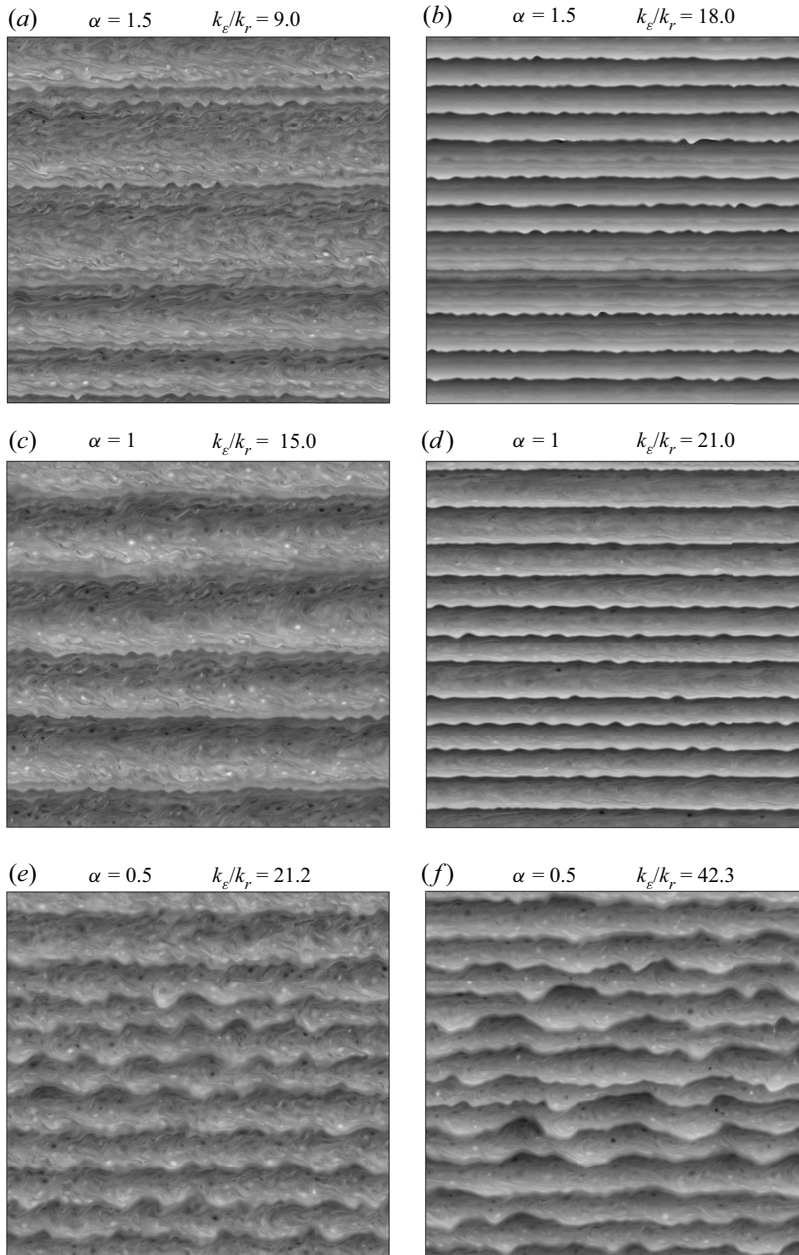 (a) α = 1.5 k_ε/k_r = 9.0
(b) α = 1.5 k_ε/k_r = 18.0
(c) α = 1 k_ε/k_r = 15.0
(d) α = 1 k_ε/k_r = 21.0
(e) α = 0.5 k_ε/k_r = 21.2
(f) α = 0.5 k_ε/k_r = 42.3